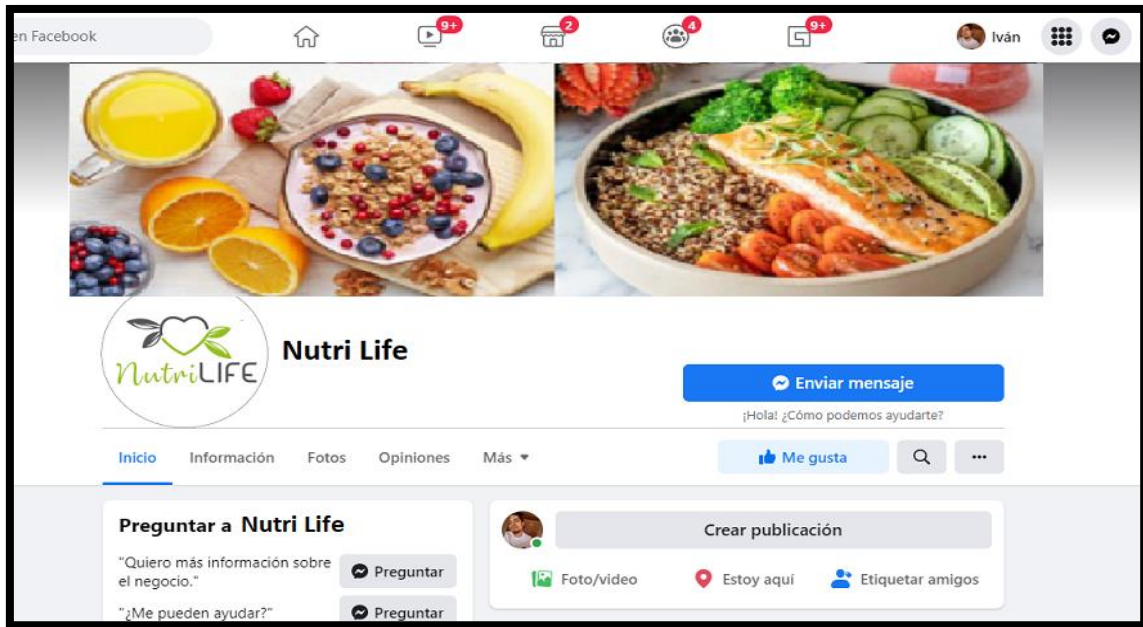 en Facebook
9+
2
4
9+
Iván
NutriLIFE
Nutri Life
Enviar mensaje
¡Hola! ¿Cómo podemos ayudarte?
Inicio Información Fotos Opiniones Más
Me gusta
Preguntar a Nutri Life
"Quiero más información sobre
el negocio."
Preguntar
"¿Me pueden ayudar?"
Preguntar
Crear publicación
Foto/video Estoy aquí Etiquetar amigos